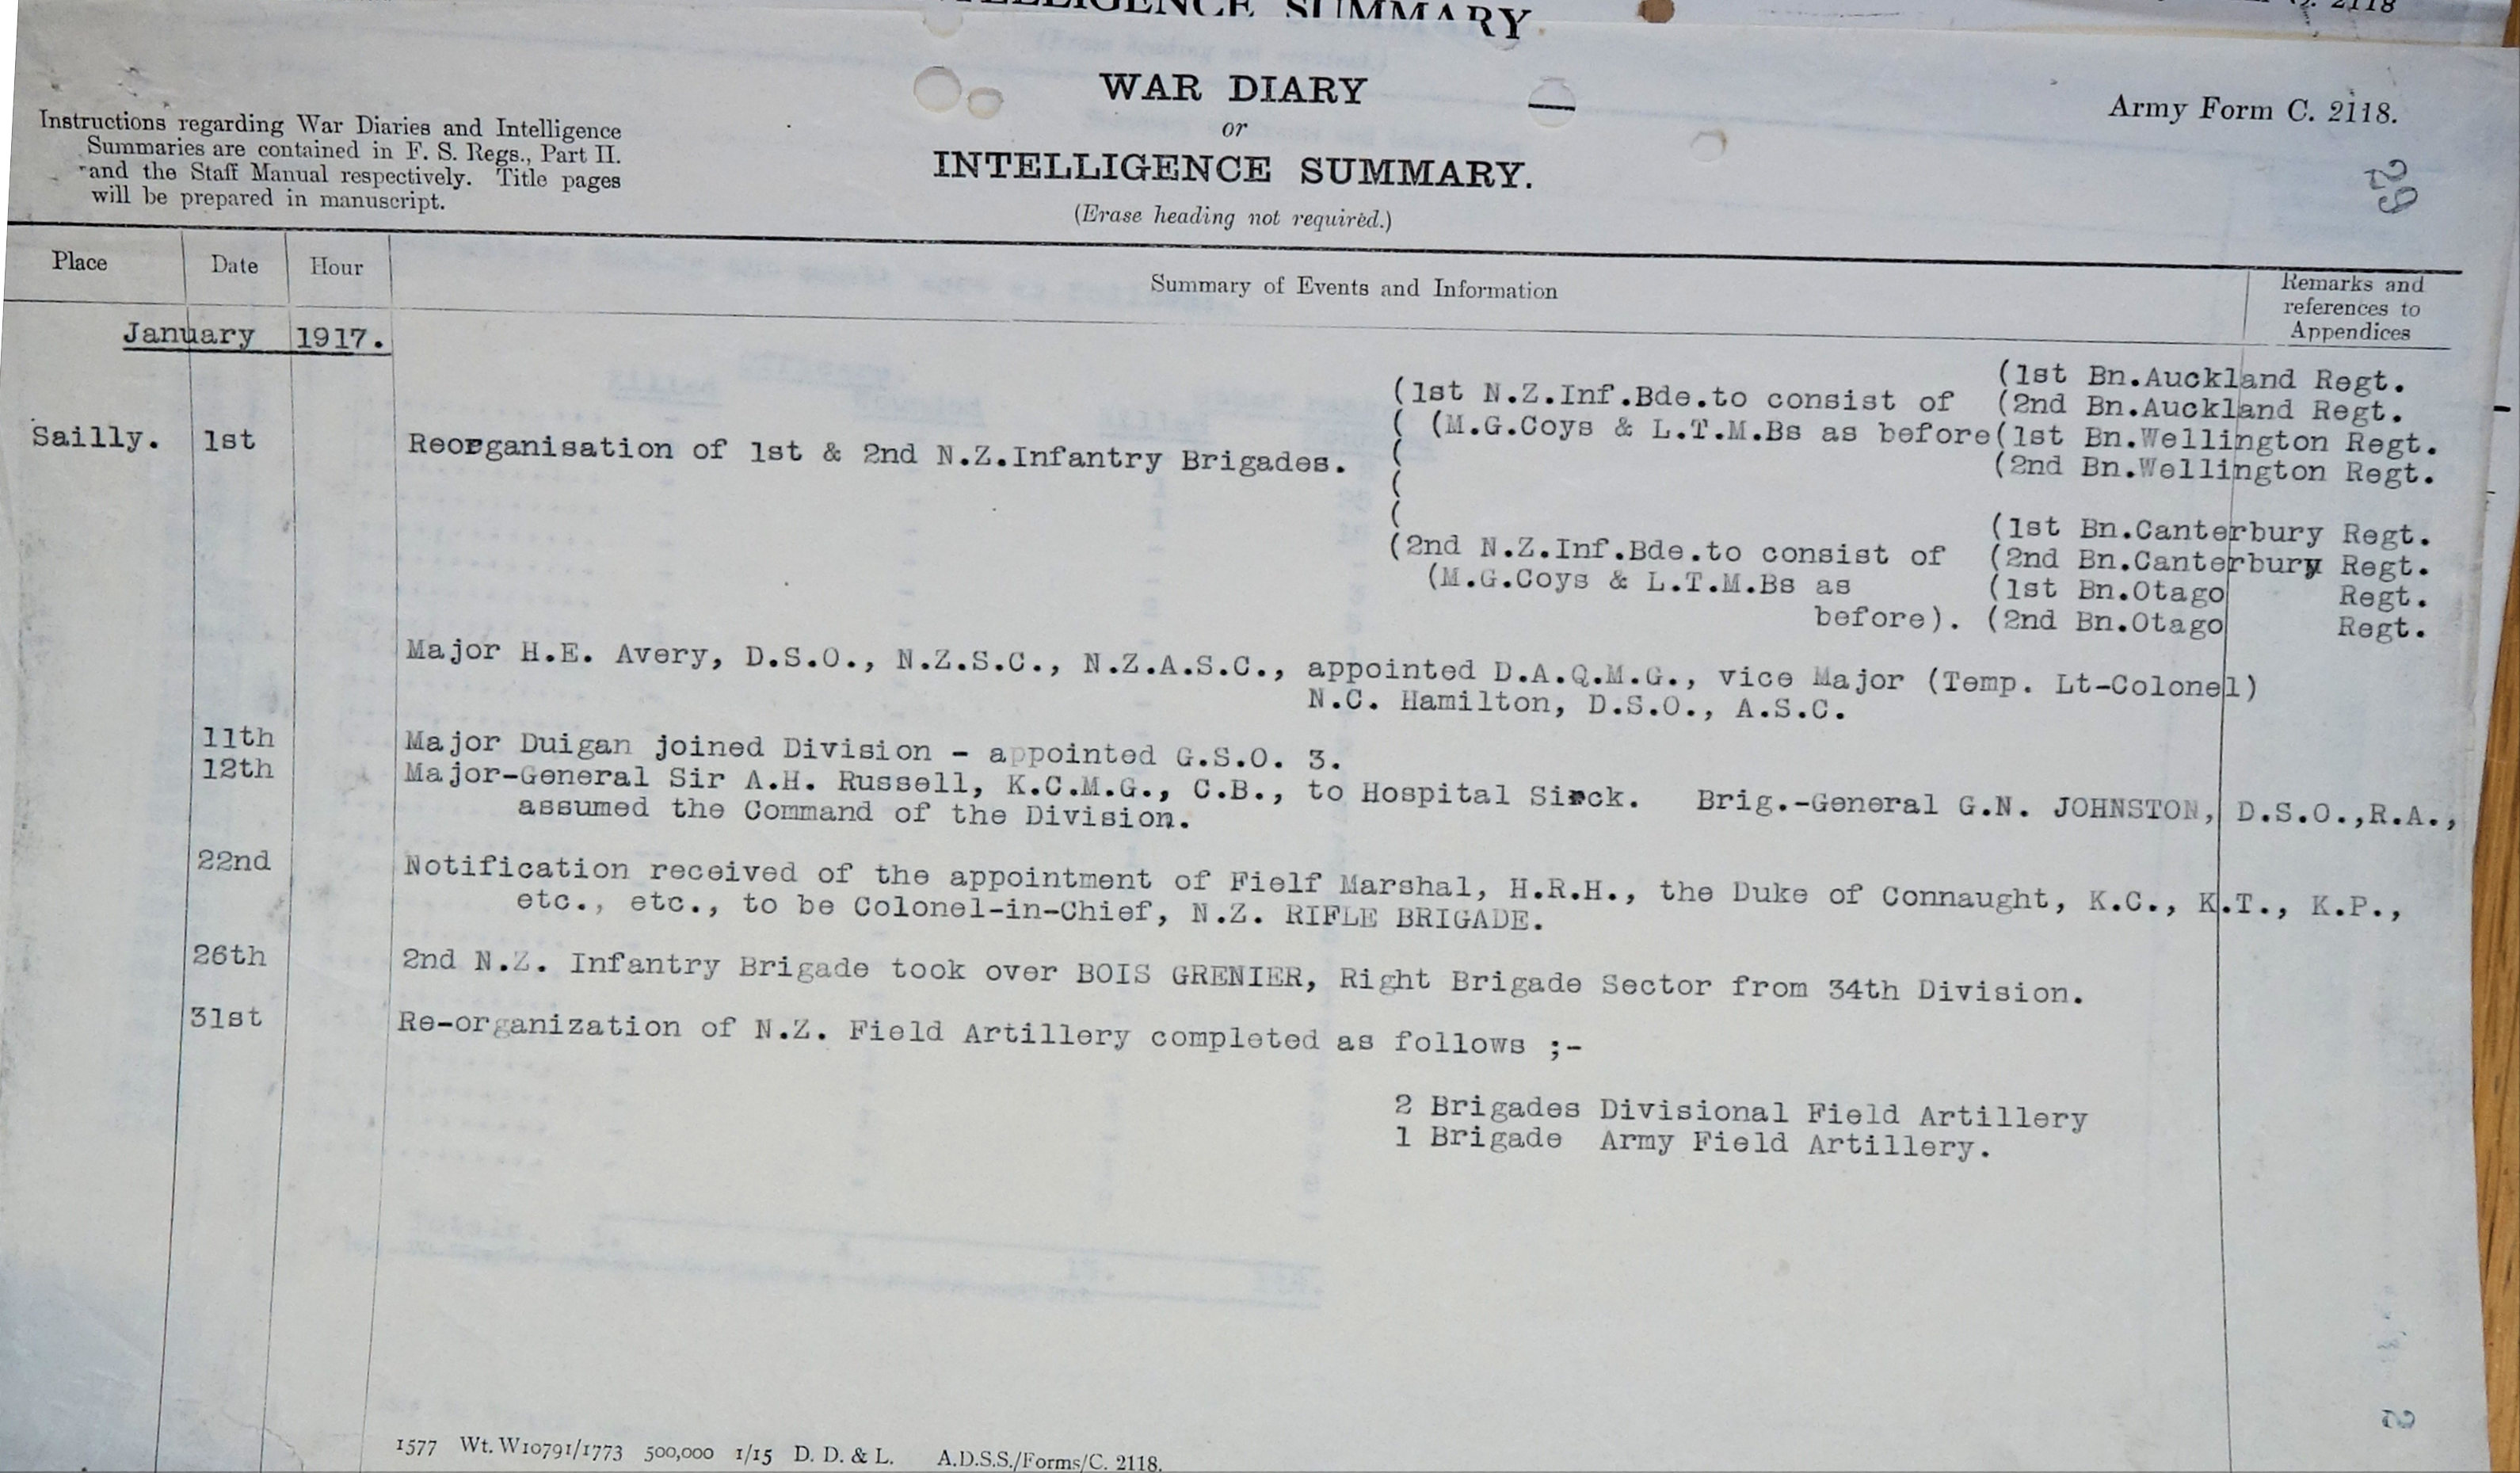 INTELLIGENCE SUMMARY.
2118
WAR DIARY
or
INTELLIGENCE SUMMARY.
(Erase heading not required.)
Army Form C. 2118.
29
Instructions regarding War Diaries and Intelligence
Summaries are contained in F. S. Regs., Part II.
and the Staff Manual respectively. Title pages
will be prepared in manuscript.
Place Date Hour Summary of Events and Information Remarks and
references to
Appendices
January 1917.
(1st Bn.Auckland Regt.
(1st N.Z.Inf.Bde.to consist of (2nd Bn.Auckland Regt.
( (M.G.Coys & L.T.M.Bs as before(1st Bn.Wellington Regt.
Sailly. 1st Reorganisation of 1st & 2nd N.Z.Infantry Brigades. ( (2nd Bn.Wellington Regt.
(
(
(1st Bn.Canterbury Regt.
(2nd N.Z.Inf.Bde.to consist of (2nd Bn.Canterbury Regt.
(M.G.Coys & L.T.M.Bs as (1st Bn.Otago Regt.
before). (2nd Bn.Otago Regt.
Major H.E. Avery, D.S.O., N.Z.S.C., N.Z.A.S.C., appointed D.A.Q.M.G., vice Major (Temp. Lt-Colonel)
N.C. Hamilton, D.S.O., A.S.C.
11th Major Duigan joined Division - appointed G.S.O. 3.
12th Major-General Sir A.H. Russell, K.C.M.G., C.B., to Hospital Sick. Brig.-General G.N. JOHNSTON, D.S.O.,R.A.,
assumed the Command of the Division.
22nd Notification received of the appointment of Fielf Marshal, H.R.H., the Duke of Connaught, K.C., K.T., K.P.,
etc., etc., to be Colonel-in-Chief, N.Z. RIFLE BRIGADE.
26th 2nd N.Z. Infantry Brigade took over BOIS GRENIER, Right Brigade Sector from 34th Division.
31st Re-organization of N.Z. Field Artillery completed as follows ;-
2 Brigades Divisional Field Artillery
1 Brigade Army Field Artillery.
1577 Wt. W10791/1773 500,000 1/15 D. D. & L. A.D.S.S./Forms/C. 2118.